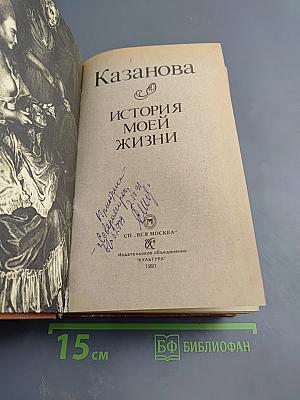 Казанова
ИСТОРИЯ
МОЕЙ
ЖИЗНИ
СП „ВСЯ МОСКВА"
Издательское объединение
"КУЛЬТУРА"
1991
15 см
БФ БИБЛИОФАН